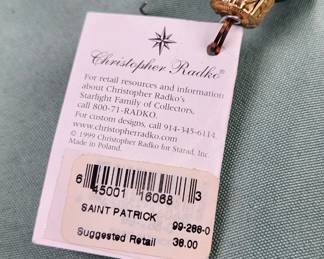 Christopher Radko®
For retail resources and information
about Christopher Radko's
Starlight Family of Collectors,
call 800-71-RADKO.
For custom designs, call 914-345-6114
www.christopherradko.com
© 1999 Christopher Radko for Starad, Inc
Made in Poland.
6 45001 16068 3
SAINT PATRICK
99-288-0
Suggested Retail 38.00